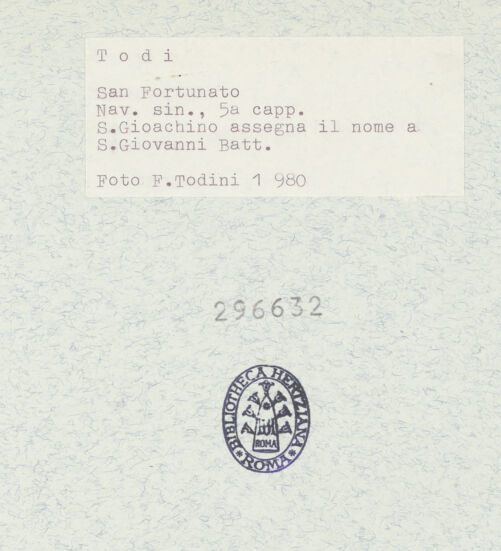 T o d i
San Fortunato
Nav. sin., 5a capp.
S.Gioachino assegna il nome a
S.Giovanni Batt.
Foto F.Todini 1 980
296632
BIBLIOTHECA HERTZIANA
ROMA
ROMA